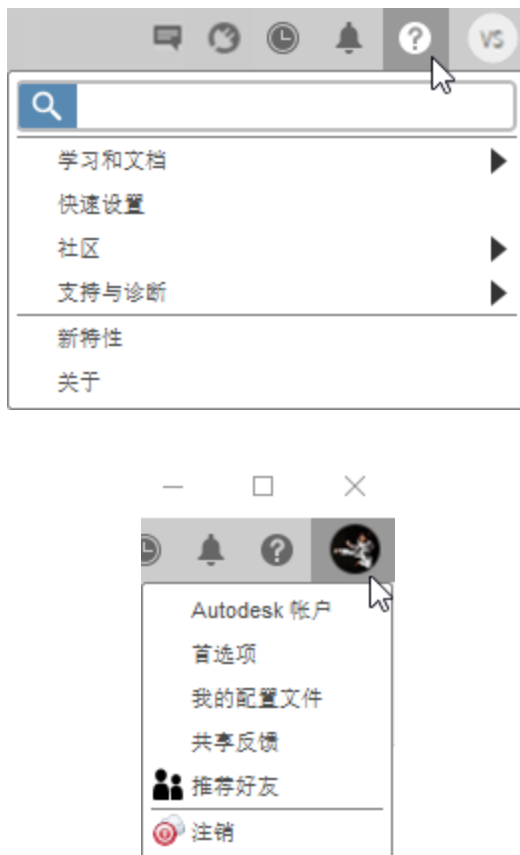 VS
学习和文档
快速设置
社区
支持与诊断
新特性
关于
Autodesk 帐户
首选项
我的配置文件
共享反馈
推荐好友
注销